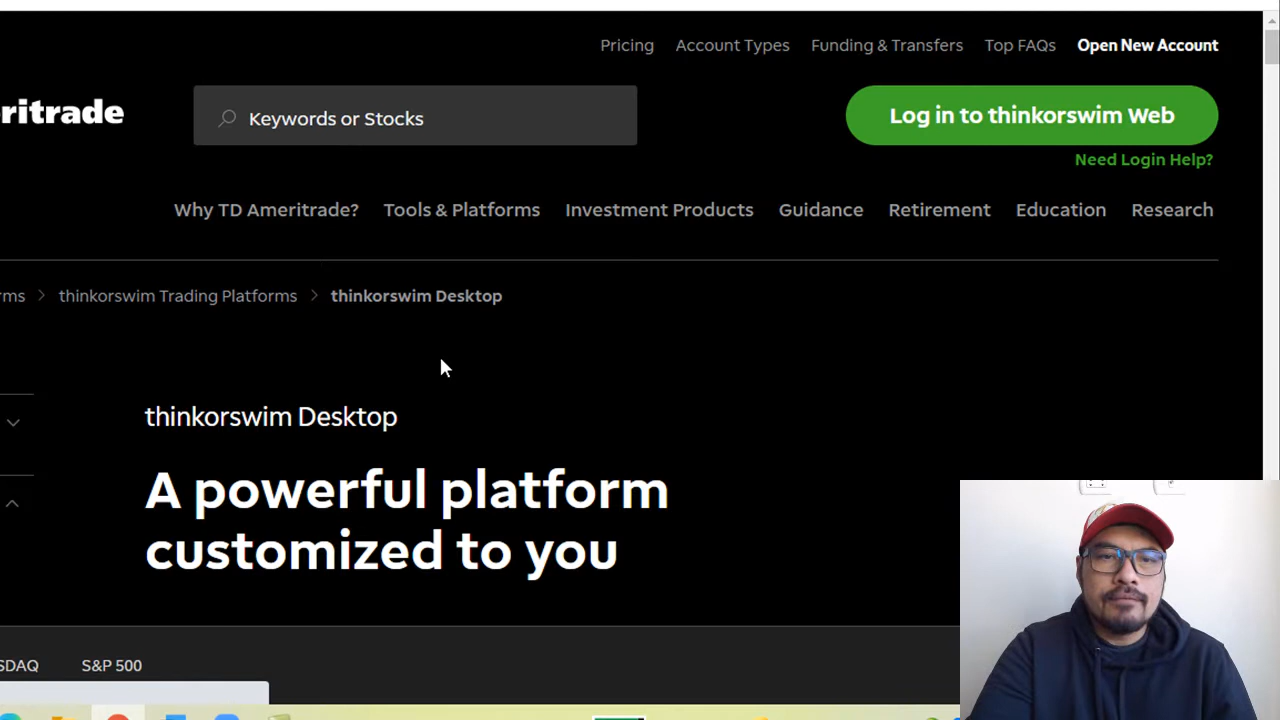 Pricing Account Types Funding & Transfers Top FAQs Open New Account
ritrade Keywords or Stocks Log in to thinkorswim Web
Need Login Help?
Why TD Ameritrade? Tools & Platforms Investment Products Guidance Retirement Education Research
rms > thinkorswim Trading Platforms > thinkorswim Desktop
thinkorswim Desktop
A powerful platform
customized to you
SDAQ S&P 500